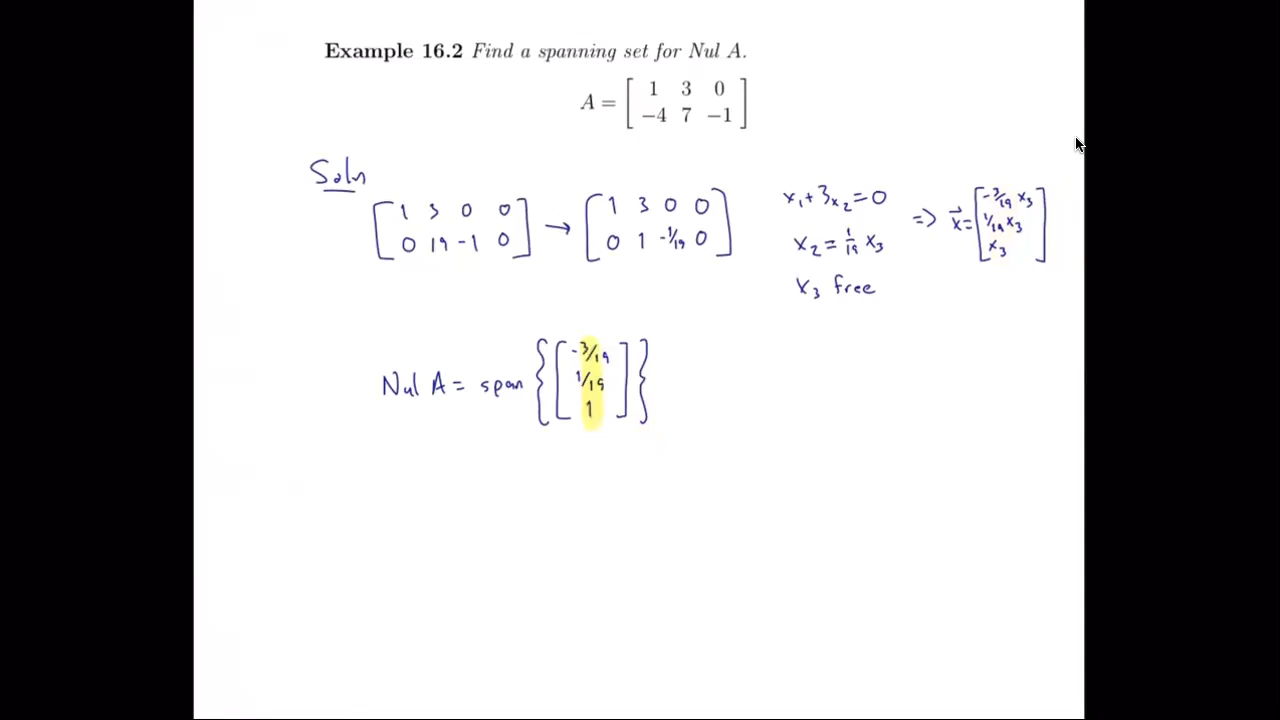 Example 16.2 Find a spanning set for Nul A.
A = [ 1 3 0
-4 7 -1 ]
Soln
[ 1 3 0 0
0 19 -1 0 ] → [ 1 3 0 0
0 1 -1/19 0 ]
x₁ + 3x₂ = 0
x₂ = 1/19 x₃
x₃ free
=> x⃗ = [ -3/19 x₃
1/19 x₃
x₃ ]
Nul A = span { [ -3/19
1/19
1 ] }